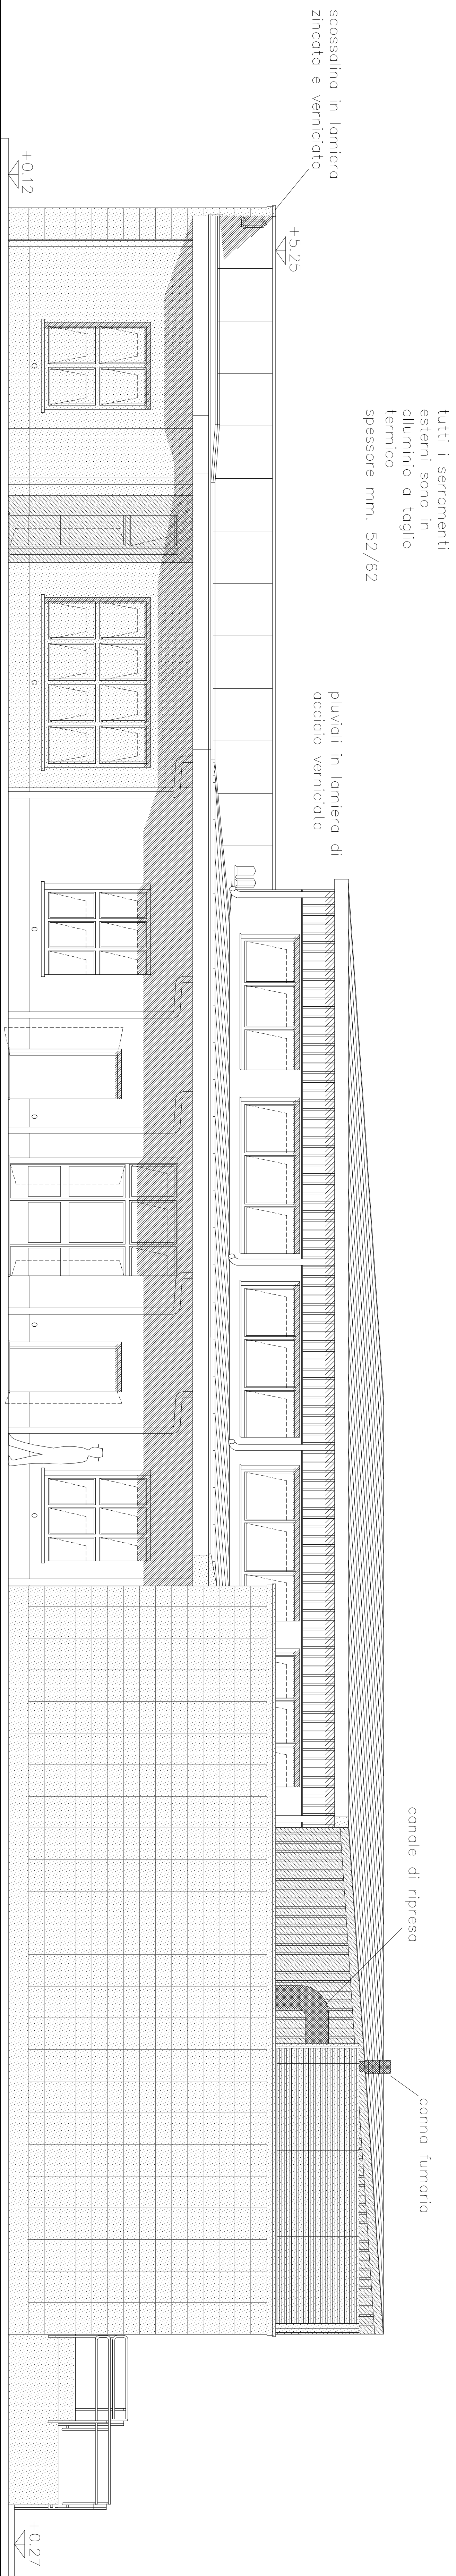 scossalina in lamiera
zincata e verniciata
+0.12
+5.25
tutti i serramenti
esterni sono in
alluminio a taglio
termico
spessore mm. 52/62
pluviali in lamiera di
acciaio verniciata
canale di ripresa
canna fumaria
+0.27